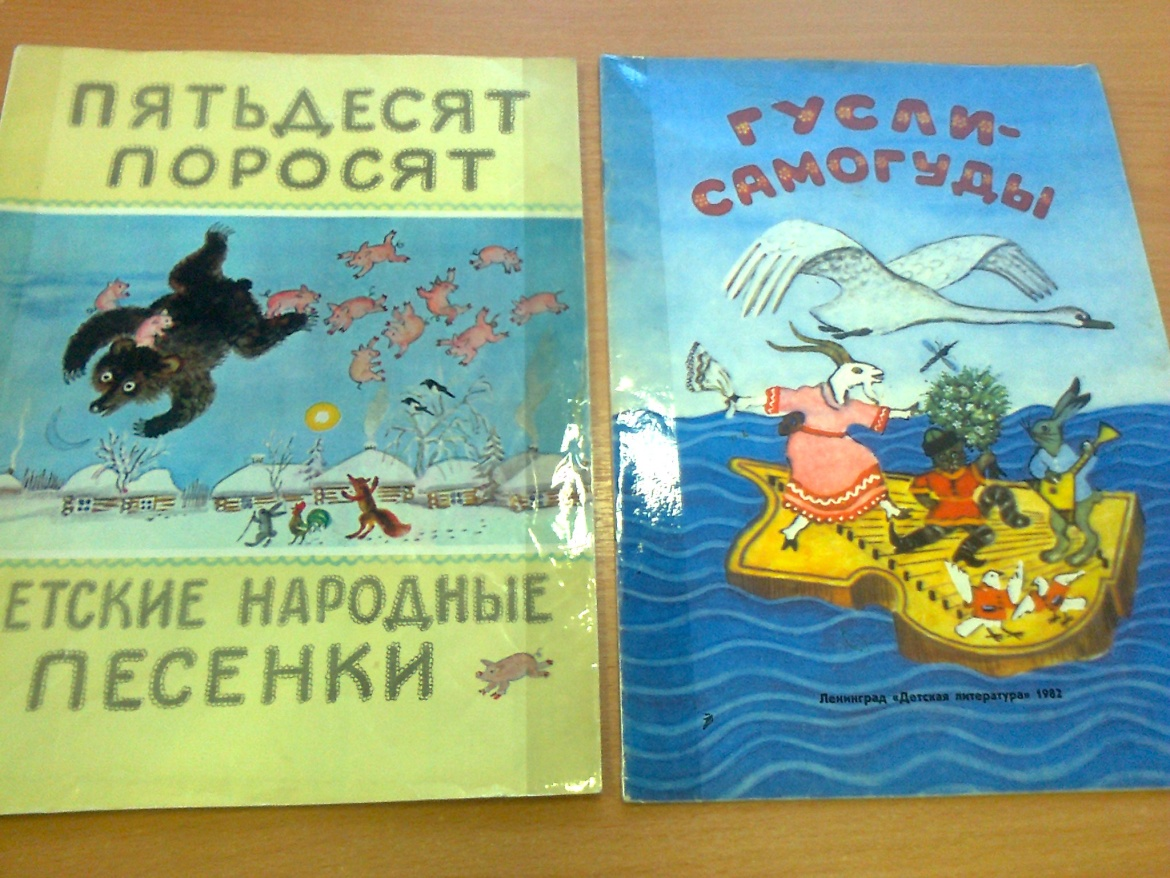 ПЯТЬДЕСЯТ
ПОРОСЯТ
ЕТСКИЕ НАРОДНЫЕ
ПЕСЕНКИ
ГУСЛИ-
САМОГУДЫ
Ленинград «Детская литература» 1982